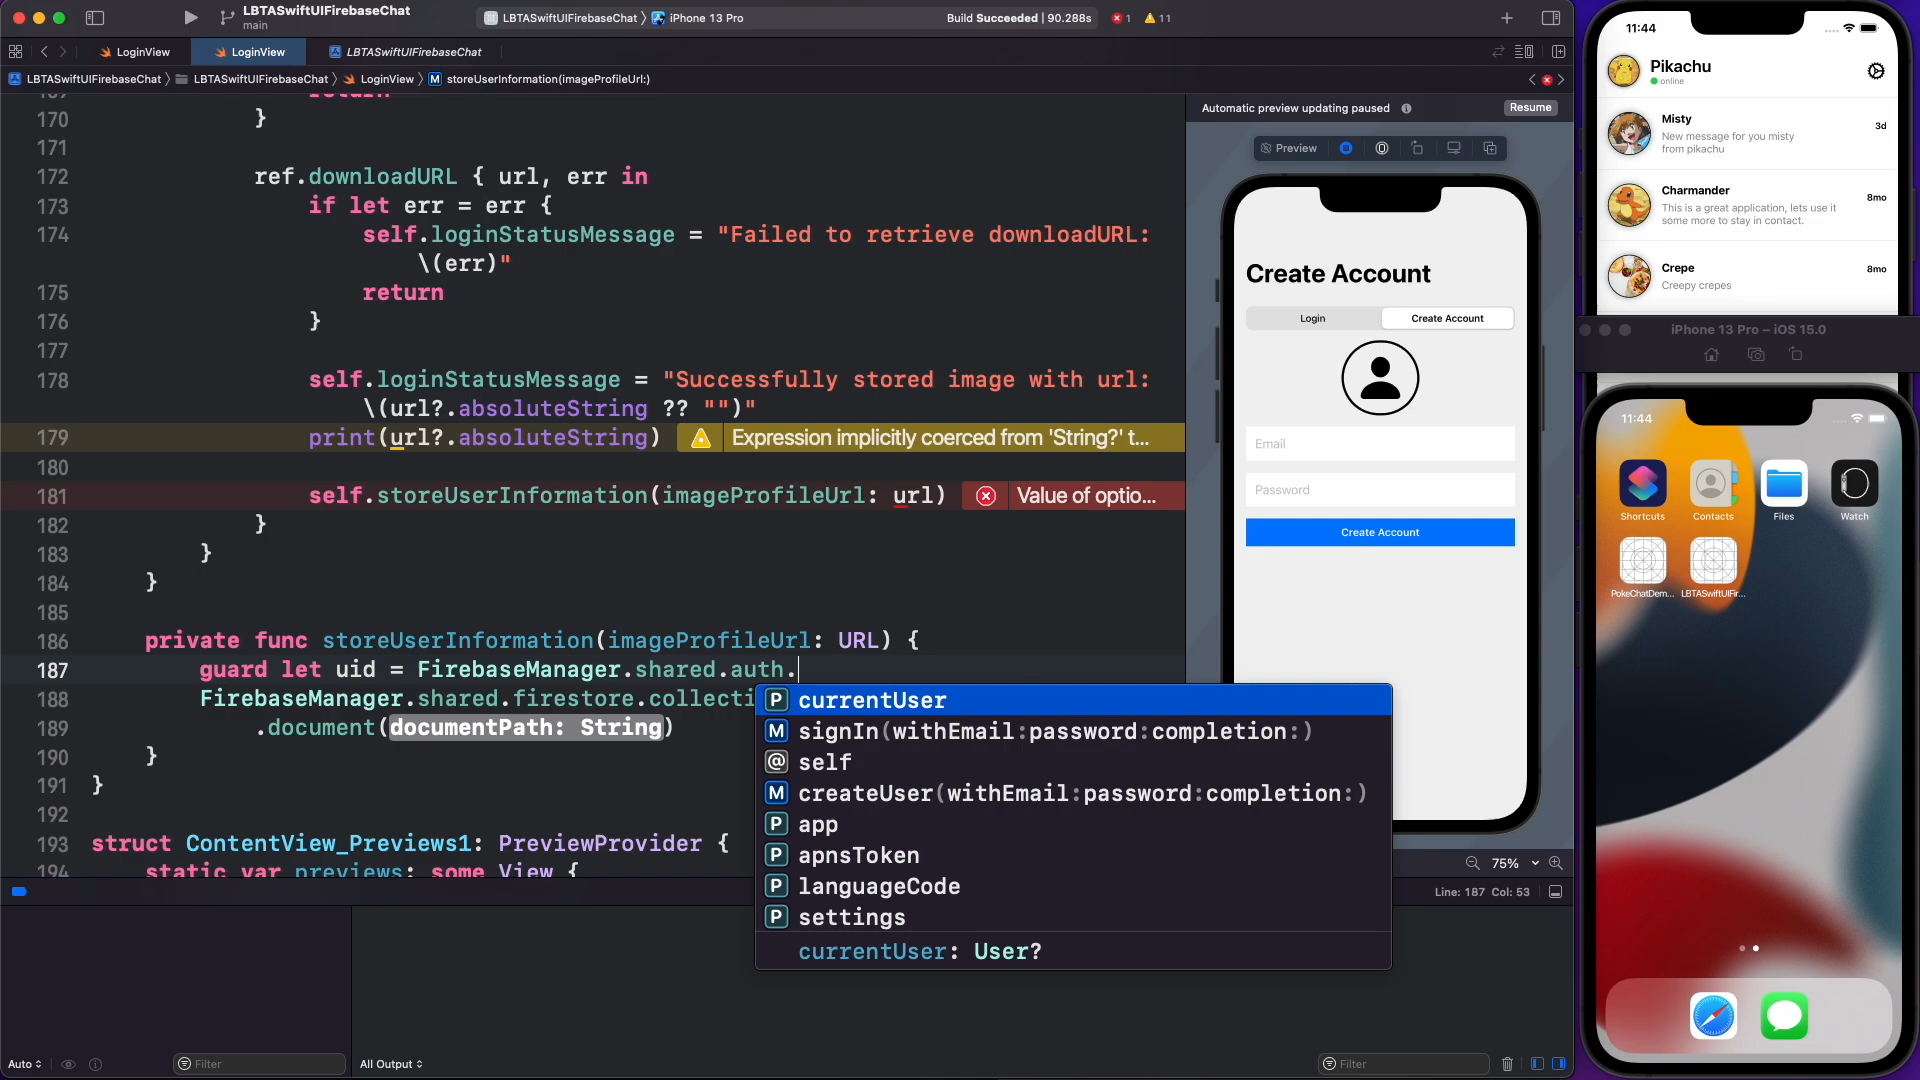 LBTASwiftUIFirebaseChat
main
LBTASwiftUIFirebaseChat
iPhone 13 Pro
Build Succeeded | 90.288s
1
11
LoginView
LoginView
LBTASwiftUIFirebaseChat
LBTASwiftUIFirebaseChat
LBTASwiftUIFirebaseChat
LoginView
M
storeUserInformation(imageProfileUrl:)
170 }
171
172 ref.downloadURL { url, err in
173 if let err = err {
174 self.loginStatusMessage = "Failed to retrieve downloadURL:
\(err)"
175 return
176 }
177
178 self.loginStatusMessage = "Successfully stored image with url:
\(url?.absoluteString ?? "")"
179 print(url?.absoluteString) Expression implicitly coerced from 'String?' t...
180
181 self.storeUserInformation(imageProfileUrl: url) Value of optio...
182 }
183 }
184 }
185
186 private func storeUserInformation(imageProfileUrl: URL) {
187 guard let uid = FirebaseManager.shared.auth.
188 FirebaseManager.shared.firestore.collecti
189 .document(documentPath: String)
190 }
191 }
192
193 struct ContentView_Previews1: PreviewProvider {
194 static var previews: some View {
P currentUser
M signIn(withEmail:password:completion:)
@ self
M createUser(withEmail:password:completion:)
P app
P apnsToken
P languageCode
P settings
currentUser: User?
Automatic preview updating paused
Resume
Preview
Create Account
Login
Create Account
Email
Password
Create Account
75%
Line: 187 Col: 53
Auto
Filter
All Output
Filter
11:44
Pikachu
online
Misty
3d
New message for you misty
from pikachu
Charmander
8mo
This is a great application, lets use it
some more to stay in contact.
Crepe
8mo
Creepy crepes
iPhone 13 Pro – iOS 15.0
11:44
Shortcuts
Contacts
Files
Watch
PokeChatDem...
LBTASwiftUIFir...